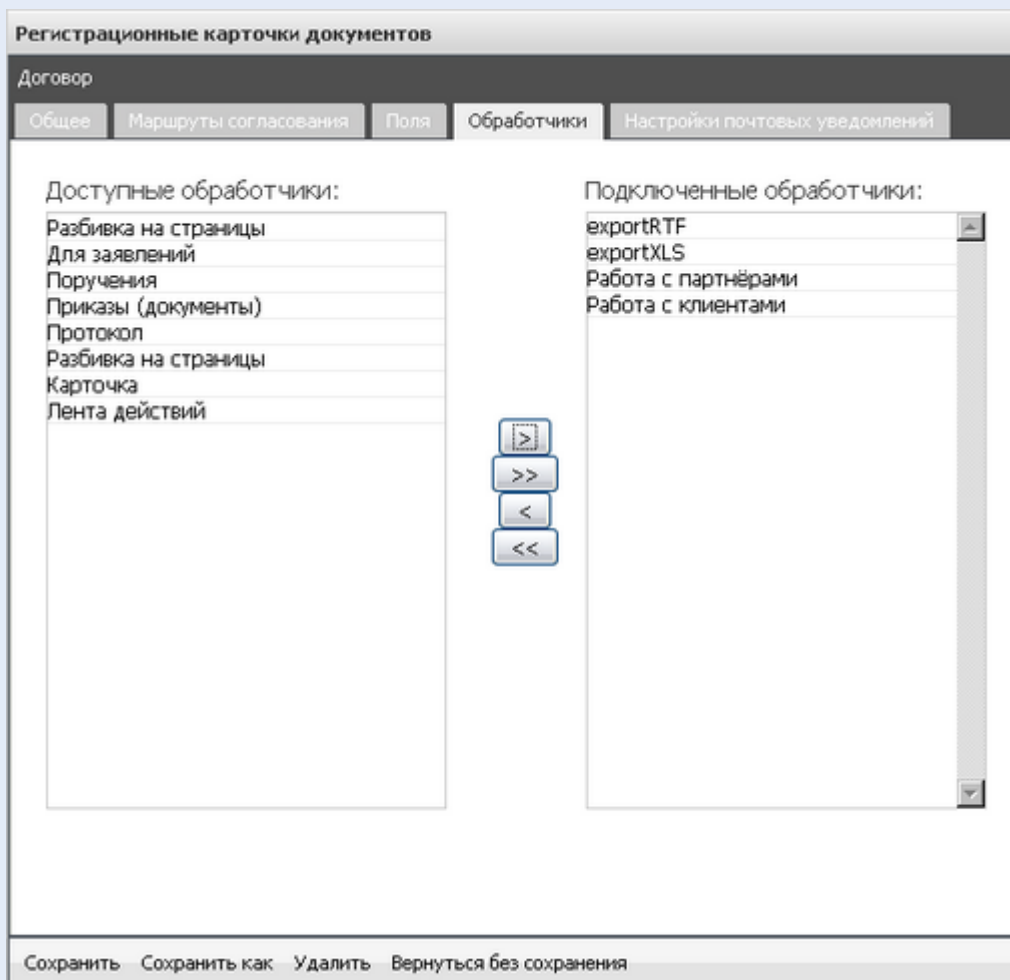 Регистрационные карточки документов
Договор
Общее Маршруты согласования Поля Обработчики Настройки почтовых уведомлений
Доступные обработчики:
Разбивка на страницы
Для заявлений
Поручения
Приказы (документы)
Протокол
Разбивка на страницы
Карточка
Лента действий
>
>>
<
<<
Подключенные обработчики:
exportRTF
exportXLS
Работа с партнёрами
Работа с клиентами
Сохранить Сохранить как Удалить Вернуться без сохранения